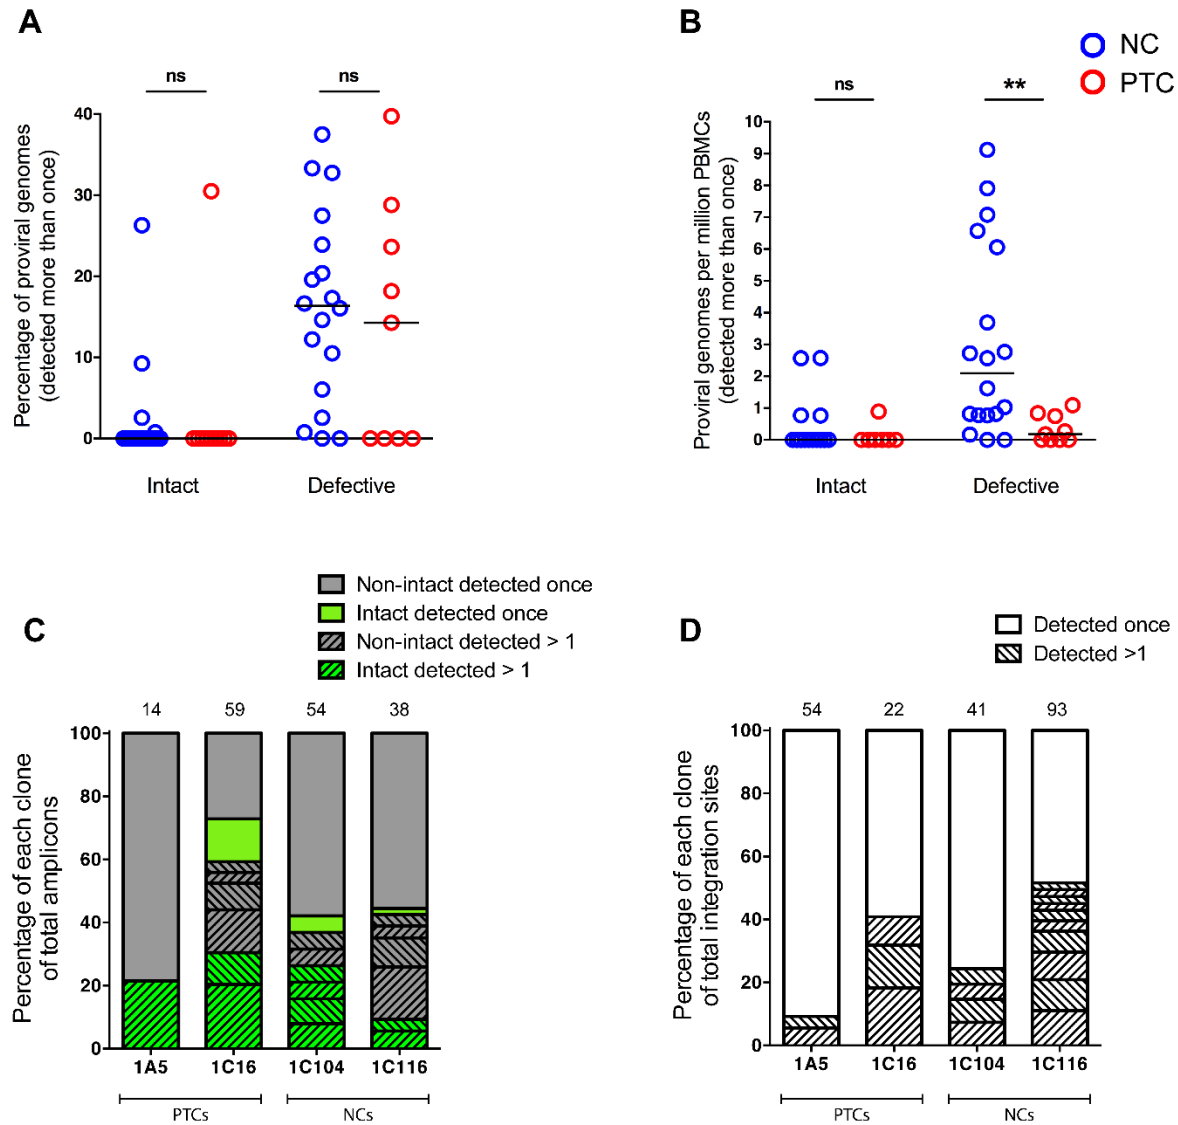 A
ns
ns
Percentage of proviral genomes
(detected more than once)
40
30
20
10
0
Intact
Defective
B
NC
PTC
ns
**
Proviral genomes per million PBMCs
(detected more than once)
10
9
8
7
6
5
4
3
2
1
0
Intact
Defective
C
Non-intact detected once
Intact detected once
Non-intact detected > 1
Intact detected > 1
14 59 54 38
Percentage of each clone
of total amplicons
100
80
60
40
20
0
1A5 1C16 1C104 1C116
PTCs NCs
D
Detected once
Detected >1
54 22 41 93
Percentage of each clone
of total integration sites
100
80
60
40
20
0
1A5 1C16 1C104 1C116
PTCs NCs